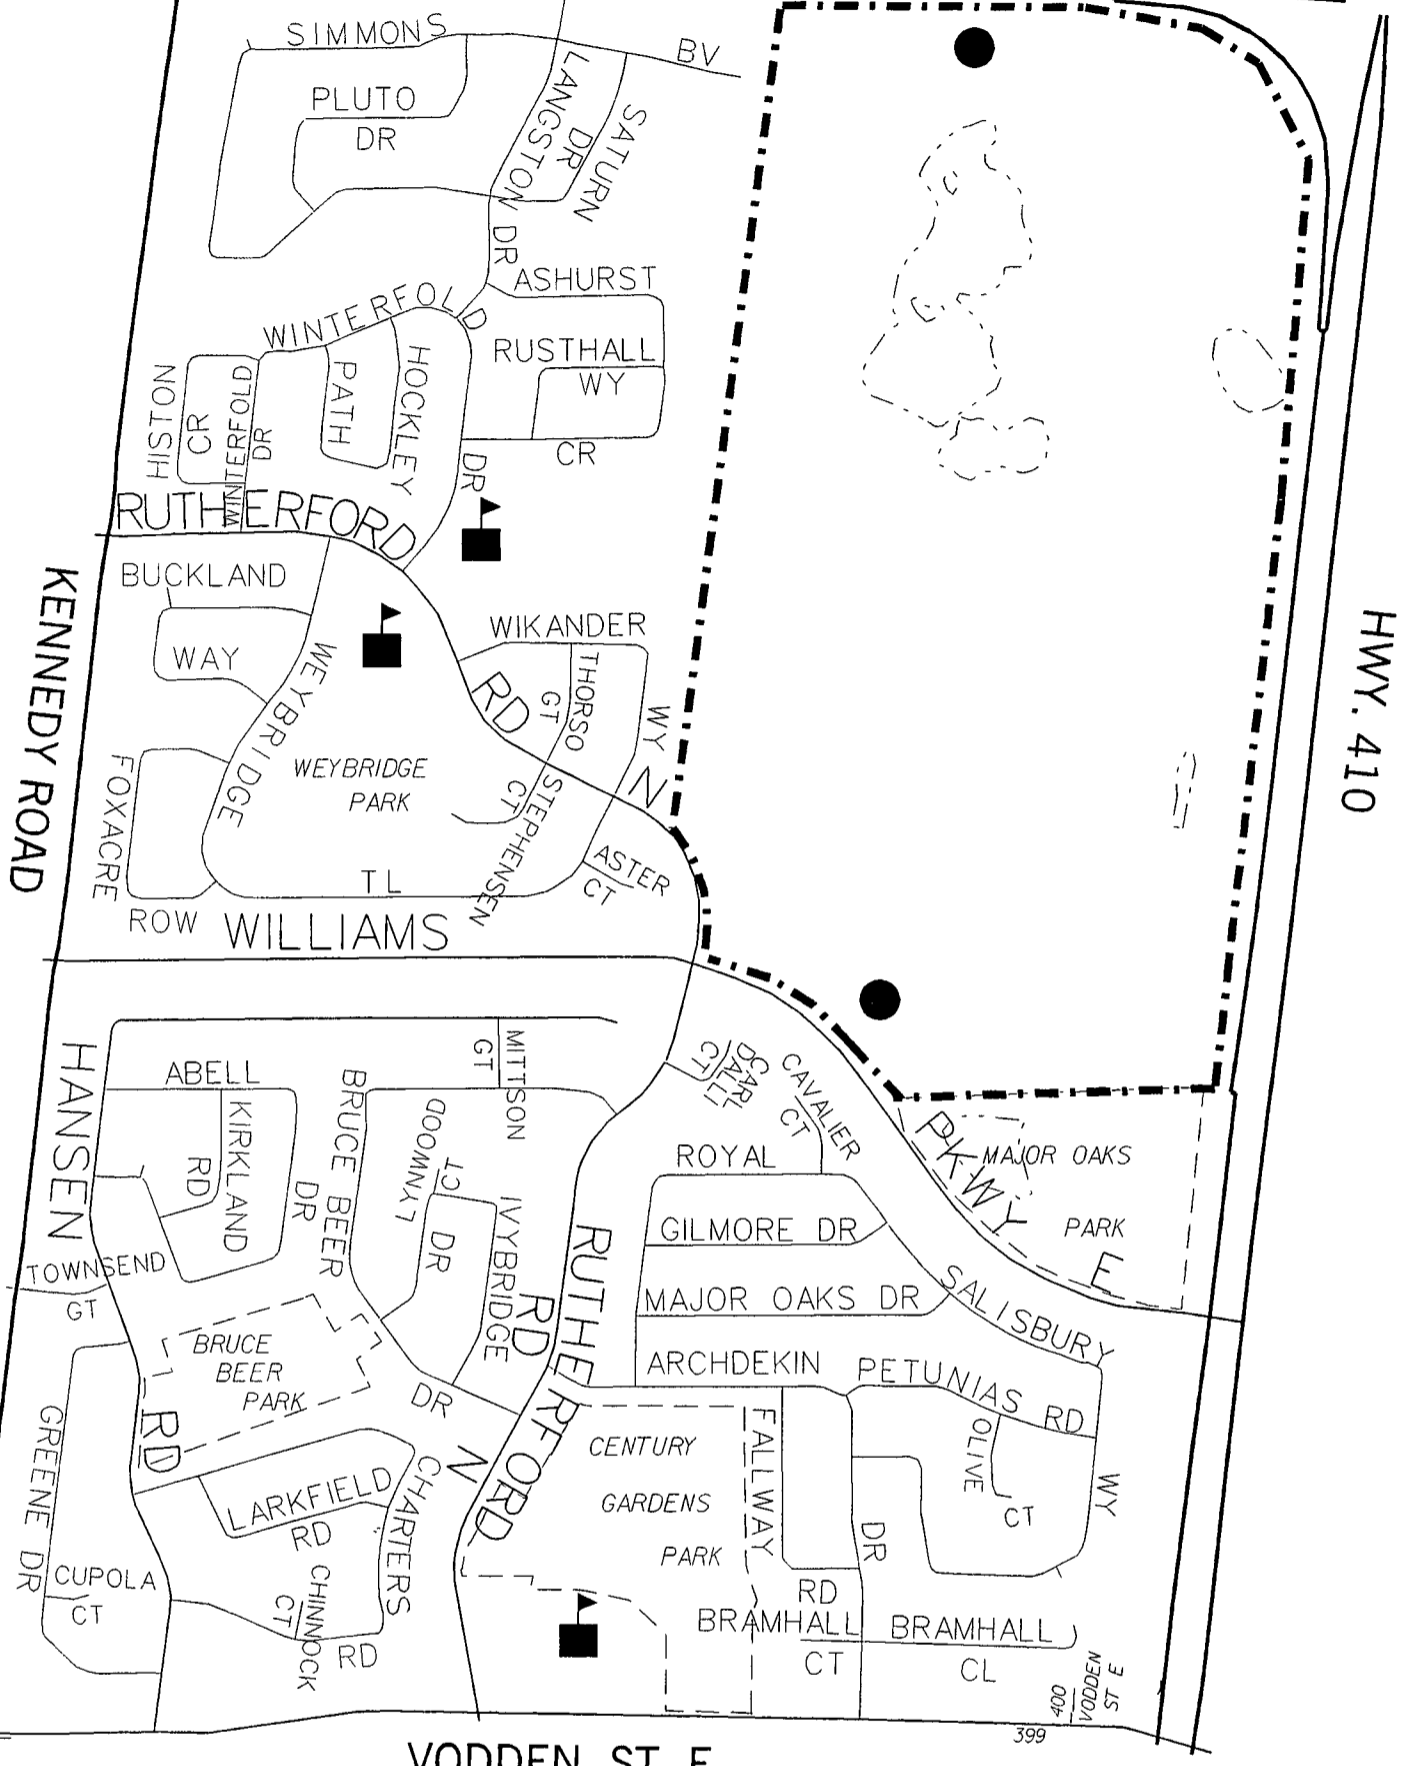 SIMMONS
BV
PLUTO
DR
LANGSTON DR
DR
SATURN
ASHURST
WINTERFOLD
RUSTHALL
WY
CR
DR
HISTON
CR
WINTERFOLD
DR
PATH
HOCKLEY
RUTHERFORD
RD
N
BUCKLAND
WAY
KENNEDY ROAD
HWY. 410
WIKANDER
WY
THORSO
GT
WEYBRIDGE
TL
WEYBRIDGE
PARK
STEPHENSEN
CT
FOXACRE
ROW
ASTER
CT
WILLIAMS
PKWY
E
HANSEN
RD
ABELL
DR
KIRKLAND
RD
MITTSON
GT
BRUCE BEER
DR
LYNWOOD
CT
DR
IVYBRIDGE
CARL
DALLI
CT
CAVALIER
CT
ROYAL
SALISBURY
MAJOR OAKS
PARK
GILMORE DR
MAJOR OAKS DR
RUTHERFORD
RD
N
TOWNSEND
GT
BRUCE
BEER
PARK
ARCHDEKIN
DR
PETUNIAS RD
OLIVE
CT
WY
CENTURY
GARDENS
PARK
FALLWAY
RD
GREENE DR
LARKFIELD
RD
CHARTERS
RD
CUPOLA
CT
CHINNOCK
CT
BRAMHALL
CT
BRAMHALL
CL
400
VODDEN
ST E
399
VODDEN ST E